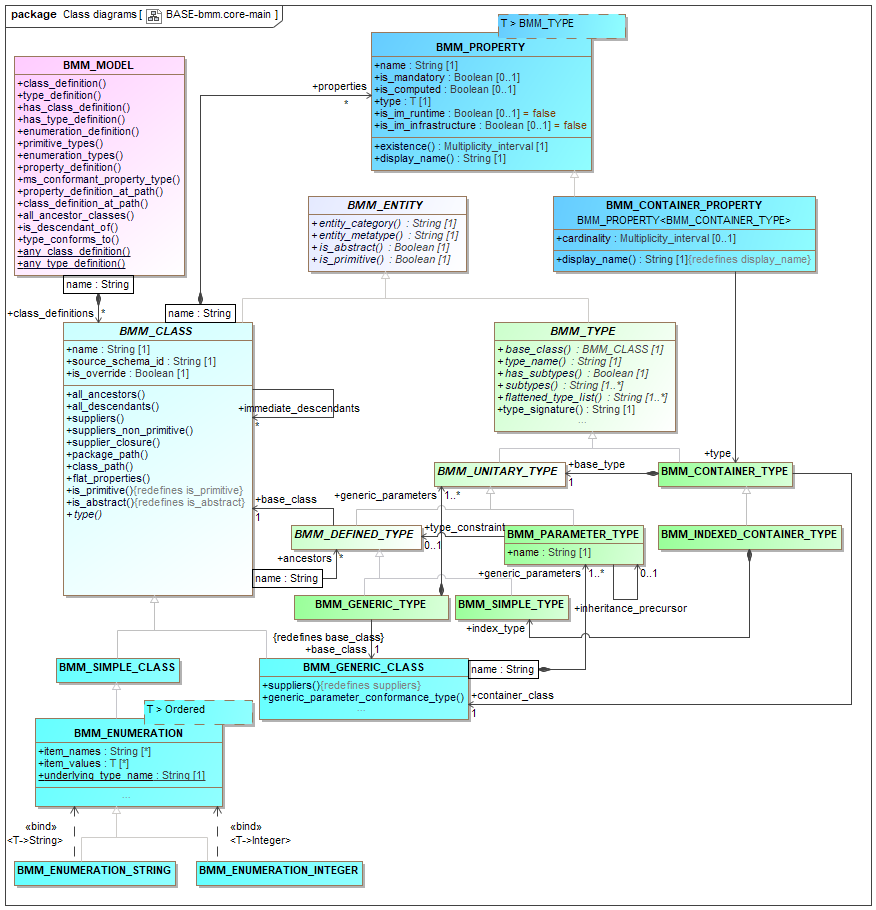 package Class diagrams [ BASE-bmm.core-main ]
T > BMM_TYPE
BMM_PROPERTY
+name : String [1]
+is_mandatory : Boolean [0..1]
+is_computed : Boolean [0..1]
+type : T [1]
+is_im_runtime : Boolean [0..1] = false
+is_im_infrastructure : Boolean [0..1] = false
+existence() : Multiplicity_interval [1]
+display_name() : String [1]
BMM_MODEL
+class_definition()
+type_definition()
+has_class_definition()
+has_type_definition()
+enumeration_definition()
+primitive_types()
+enumeration_types()
+property_definition()
+ms_conformant_property_type()
+property_definition_at_path()
+class_definition_at_path()
+all_ancestor_classes()
+is_descendant_of()
+type_conforms_to()
+any_class_definition()
+any_type_definition()
name : String
+class_definitions
*
+properties
*
name : String
BMM_ENTITY
+entity_category() : String [1]
+entity_metatype() : String [1]
+is_abstract() : Boolean [1]
+is_primitive() : Boolean [1]
BMM_CONTAINER_PROPERTY
BMM_PROPERTY<BMM_CONTAINER_TYPE>
+cardinality : Multiplicity_interval [0..1]
+display_name() : String [1]{redefines display_name}
BMM_CLASS
+name : String [1]
+source_schema_id : String [1]
+is_override : Boolean [1]
+all_ancestors()
+all_descendants()
+suppliers()
+suppliers_non_primitive()
+supplier_closure()
+package_path()
+class_path()
+flat_properties()
+is_primitive(){redefines is_primitive}
+is_abstract(){redefines is_abstract}
+type()
+immediate_descendants
*
BMM_TYPE
+base_class() : BMM_CLASS [1]
+type_name() : String [1]
+has_subtypes() : Boolean [1]
+subtypes() : String [1..*]
+flattened_type_list() : String [1..*]
+type_signature() : String [1]
...
+type
BMM_UNITARY_TYPE
+base_type
1
BMM_CONTAINER_TYPE
+generic_parameters
1..*
+base_class
1
BMM_DEFINED_TYPE
+type_constraint
0..1
BMM_PARAMETER_TYPE
+name : String [1]
BMM_INDEXED_CONTAINER_TYPE
+ancestors
*
name : String
+generic_parameters
1..*
0..1
+inheritance_precursor
BMM_GENERIC_TYPE
BMM_SIMPLE_TYPE
+index_type
{redefines base_class}
+base_class
1
BMM_SIMPLE_CLASS
BMM_GENERIC_CLASS
+suppliers(){redefines suppliers}
+generic_parameter_conformance_type()
...
name : String
+container_class
1
T > Ordered
BMM_ENUMERATION
+item_names : String [*]
+item_values : T [*]
+underlying_type_name : String [1]
...
«bind»
<T->String>
«bind»
<T->Integer>
BMM_ENUMERATION_STRING
BMM_ENUMERATION_INTEGER